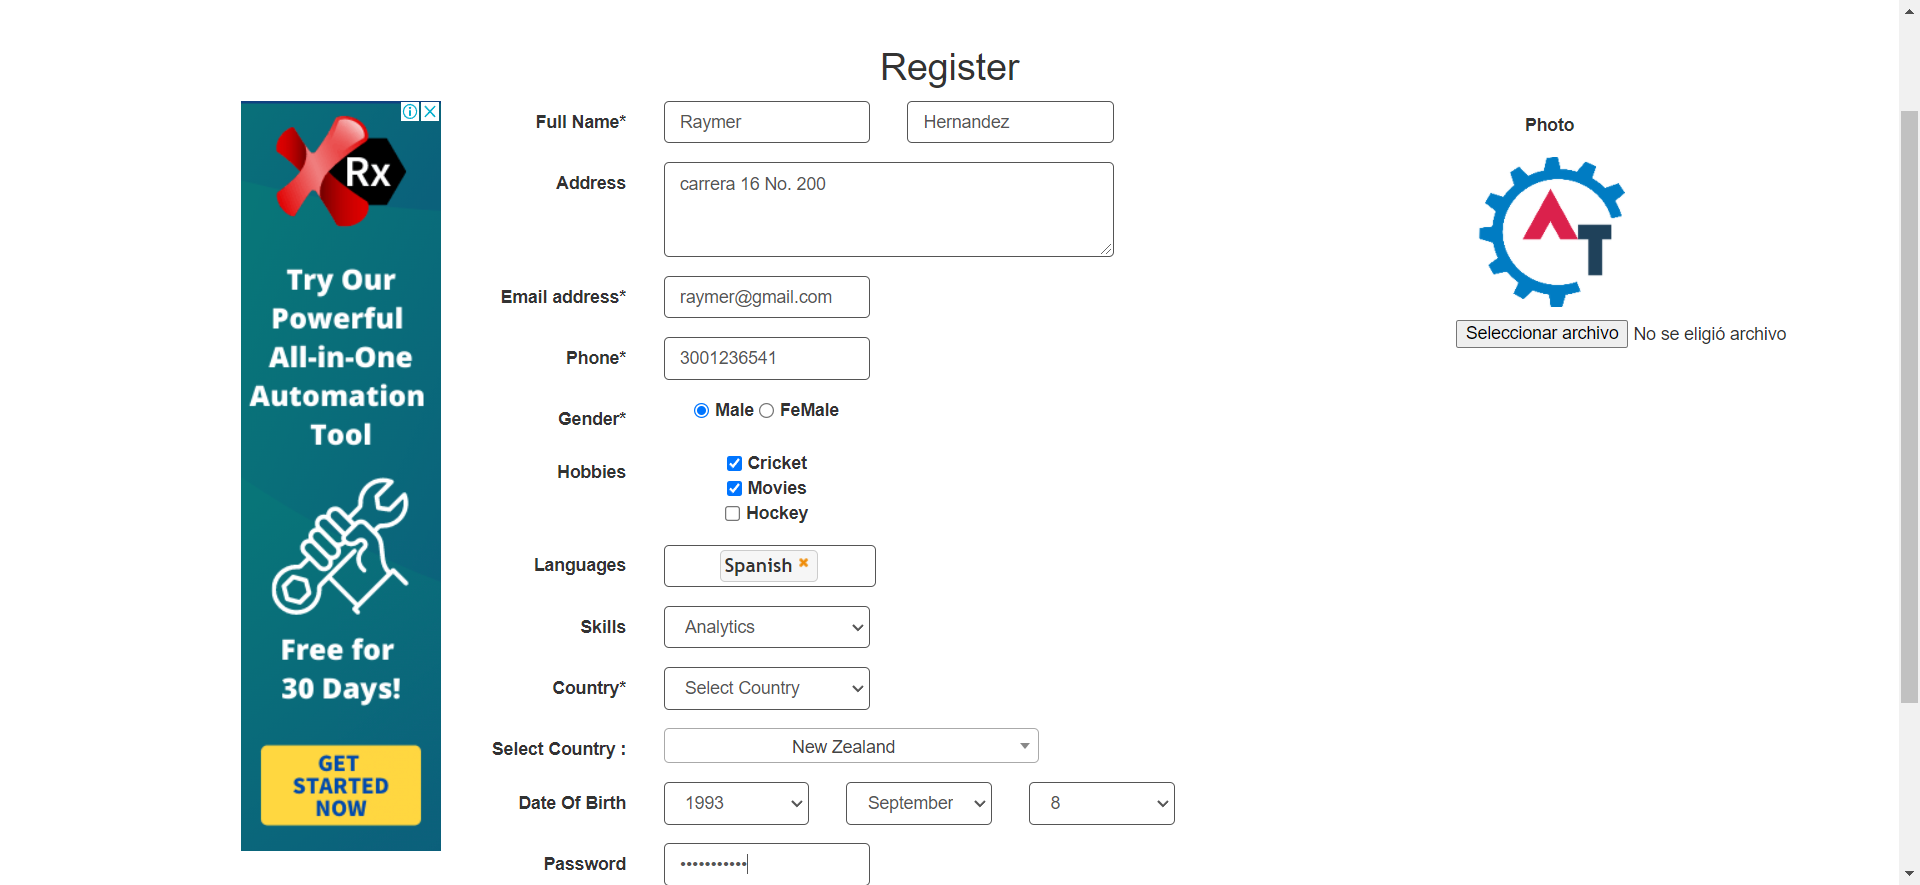 Register
Rx
Try Our
Powerful
All-in-One
Automation
Tool
Free for
30 Days!
GET
STARTED
NOW
Full Name* Raymer Hernandez
Address carrera 16 No. 200
Email address* raymer@gmail.com
Phone* 3001236541
Gender* Male FeMale
Hobbies Cricket
Movies
Hockey
Languages Spanish
Skills Analytics
Country* Select Country
Select Country : New Zealand
Date Of Birth 1993 September 8
Password •••••••••••
Photo
AT
Seleccionar archivo No se eligió archivo